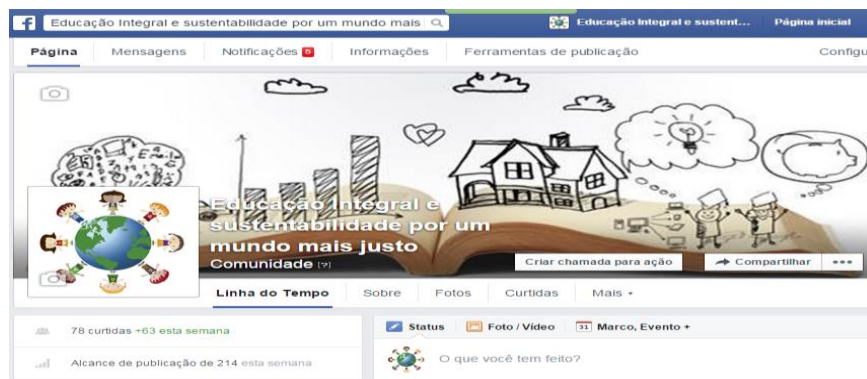 f Educação Integral e sustentabilidade por um mundo mais
Educação Integral e sustent... Página inicial
Página Mensagens Notificações 5 Informações Ferramentas de publicação Configu
Educação Integral e
sustentabilidade por um
mundo mais justo
Comunidade [?]
Criar chamada para ação Compartilhar •••
Linha do Tempo Sobre Fotos Curtidas Mais
78 curtidas +63 esta semana
Alcance de publicação de 214 esta semana
Status Foto / Vídeo 31 Marco, Evento +
O que você tem feito?